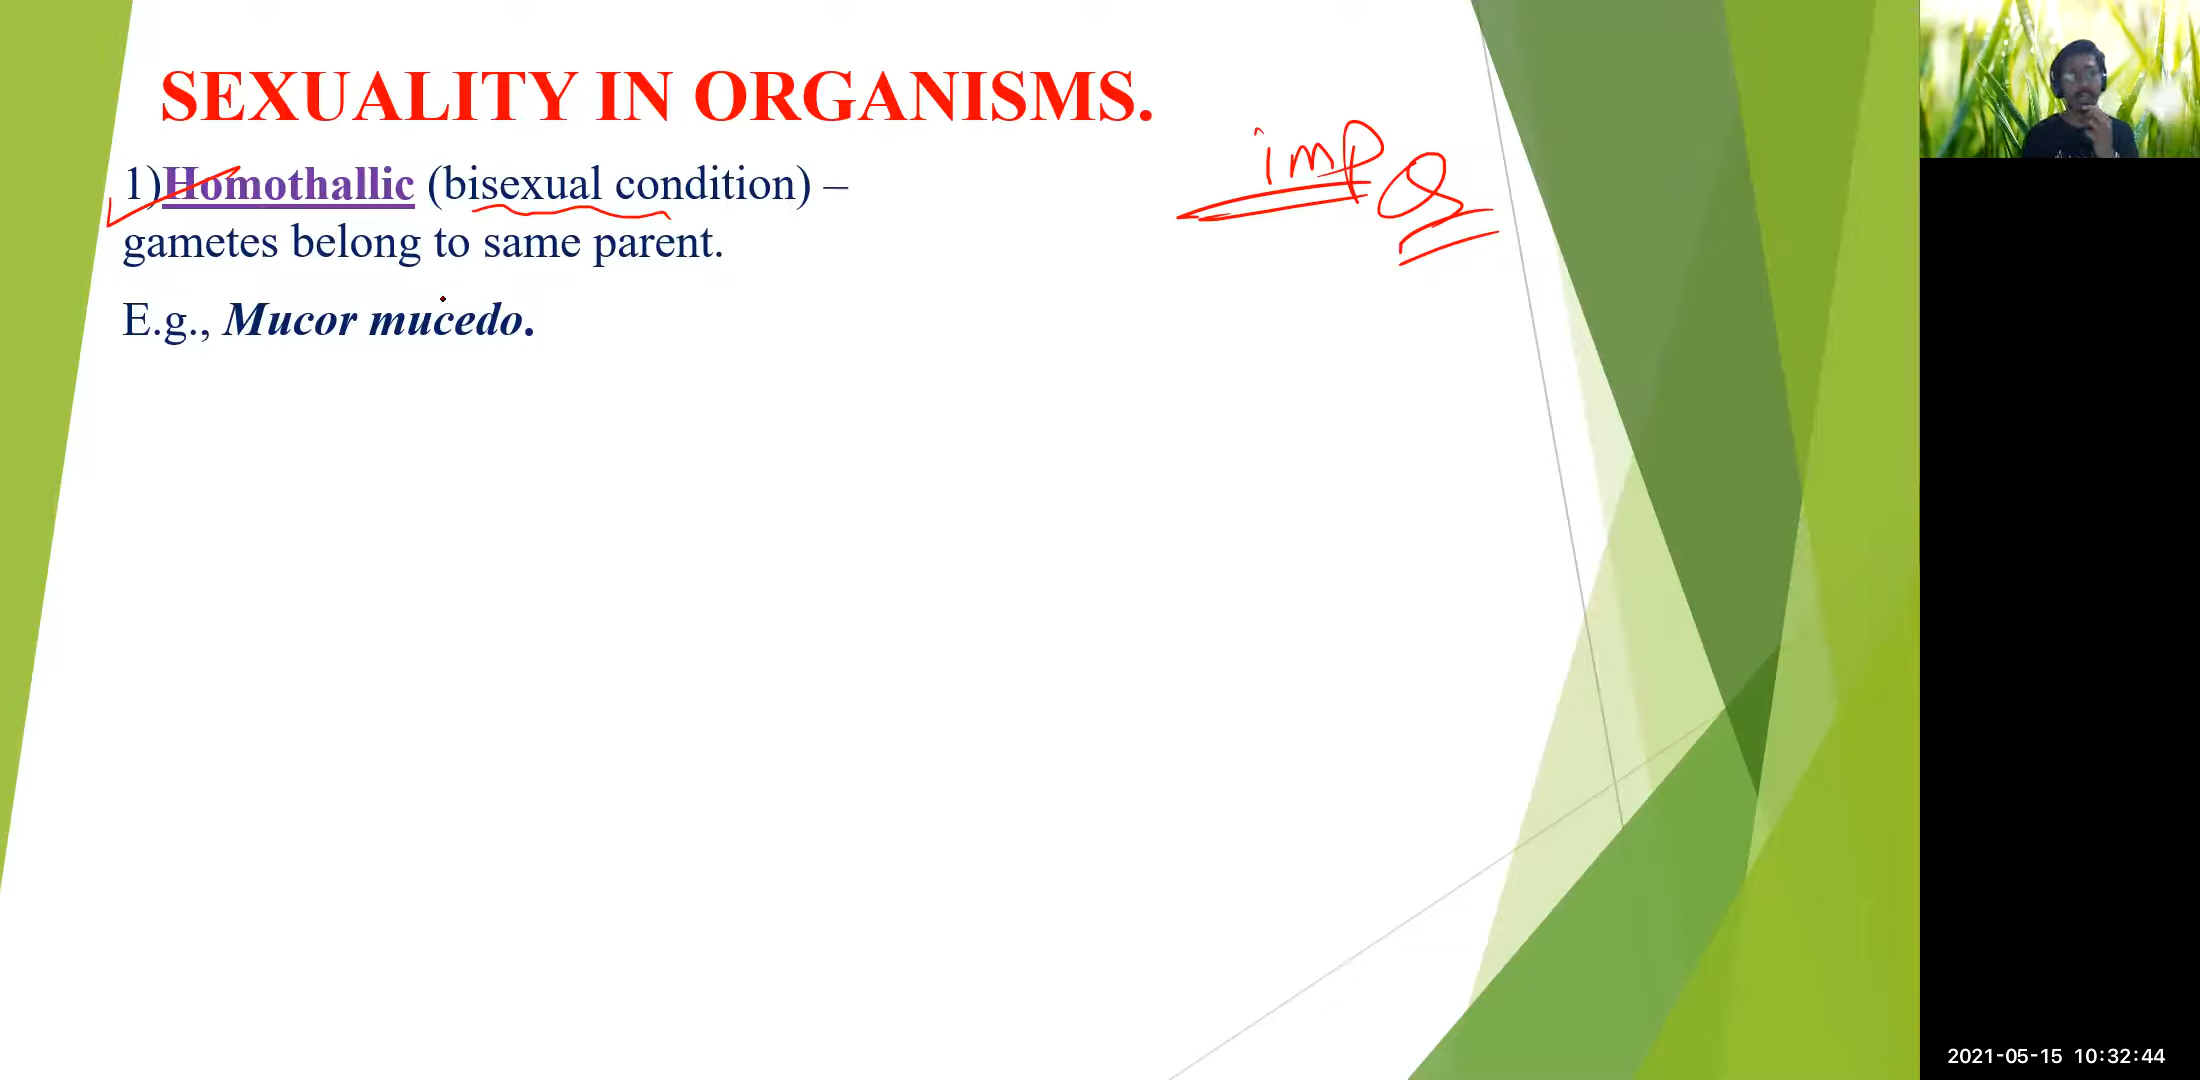 SEXUALITY IN ORGANISMS.
imp Q
1)Homothallic (bisexual condition) –
gametes belong to same parent.
E.g., Mucor mucedo.
2021-05-15 10:32:44